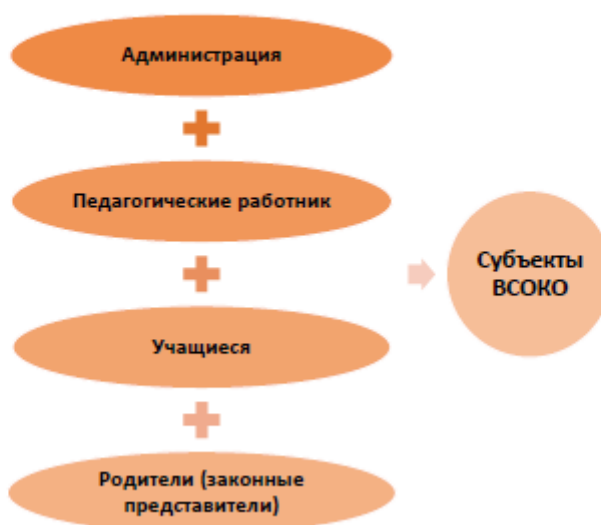 Администрация
Педагогические работник
Учащиеся
Родители (законные
представители)
Субъекты
ВСОКО